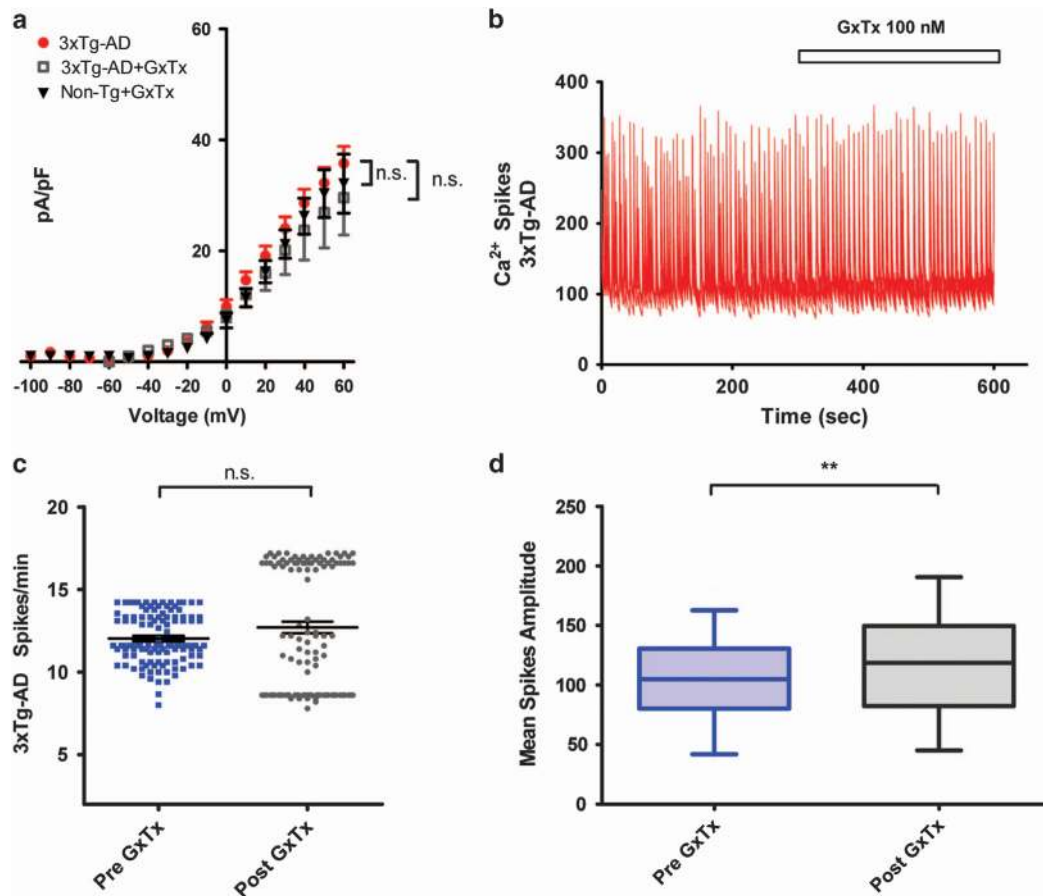 a
60
3xTg-AD
3xTg-AD+GxTx
Non-Tg+GxTx
40
n.s.
n.s.
pA/pF
20
-100 -80 -60 -40 -20 0 20 40 60
Voltage (mV)
b
GxTx 100 nM
400
300
200
100
0
Ca2+ Spikes
3xTg-AD
0 200 400 600
Time (sec)
c
n.s.
20
15
10
5
3xTg-AD Spikes/min
Pre GxTx
Post GxTx
d
**
250
200
150
100
50
0
Mean Spikes Amplitude
Pre GxTx
Post GxTx